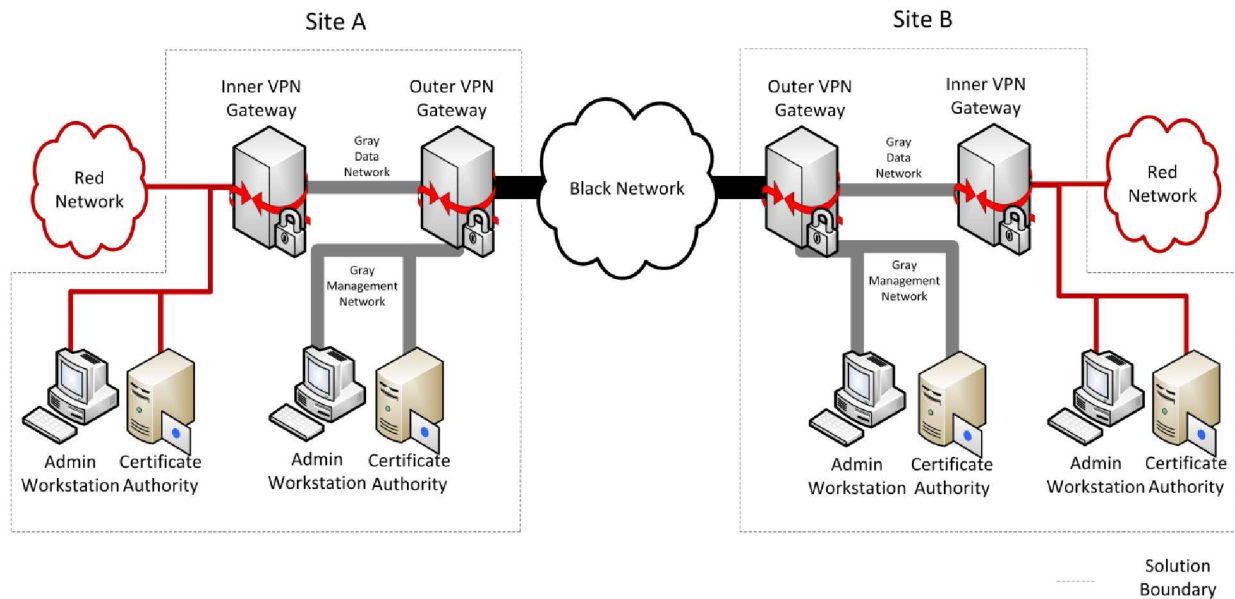 Site A
Site B
Inner VPN
Gateway
Outer VPN
Gateway
Outer VPN
Gateway
Inner VPN
Gateway
Gray
Data
Network
Gray
Data
Network
Red
Network
Black Network
Red
Network
Gray
Management
Network
Gray
Management
Network
Admin
Workstation
Certificate
Authority
Admin
Workstation
Certificate
Authority
Admin
Workstation
Certificate
Authority
Admin
Workstation
Certificate
Authority
Solution
Boundary